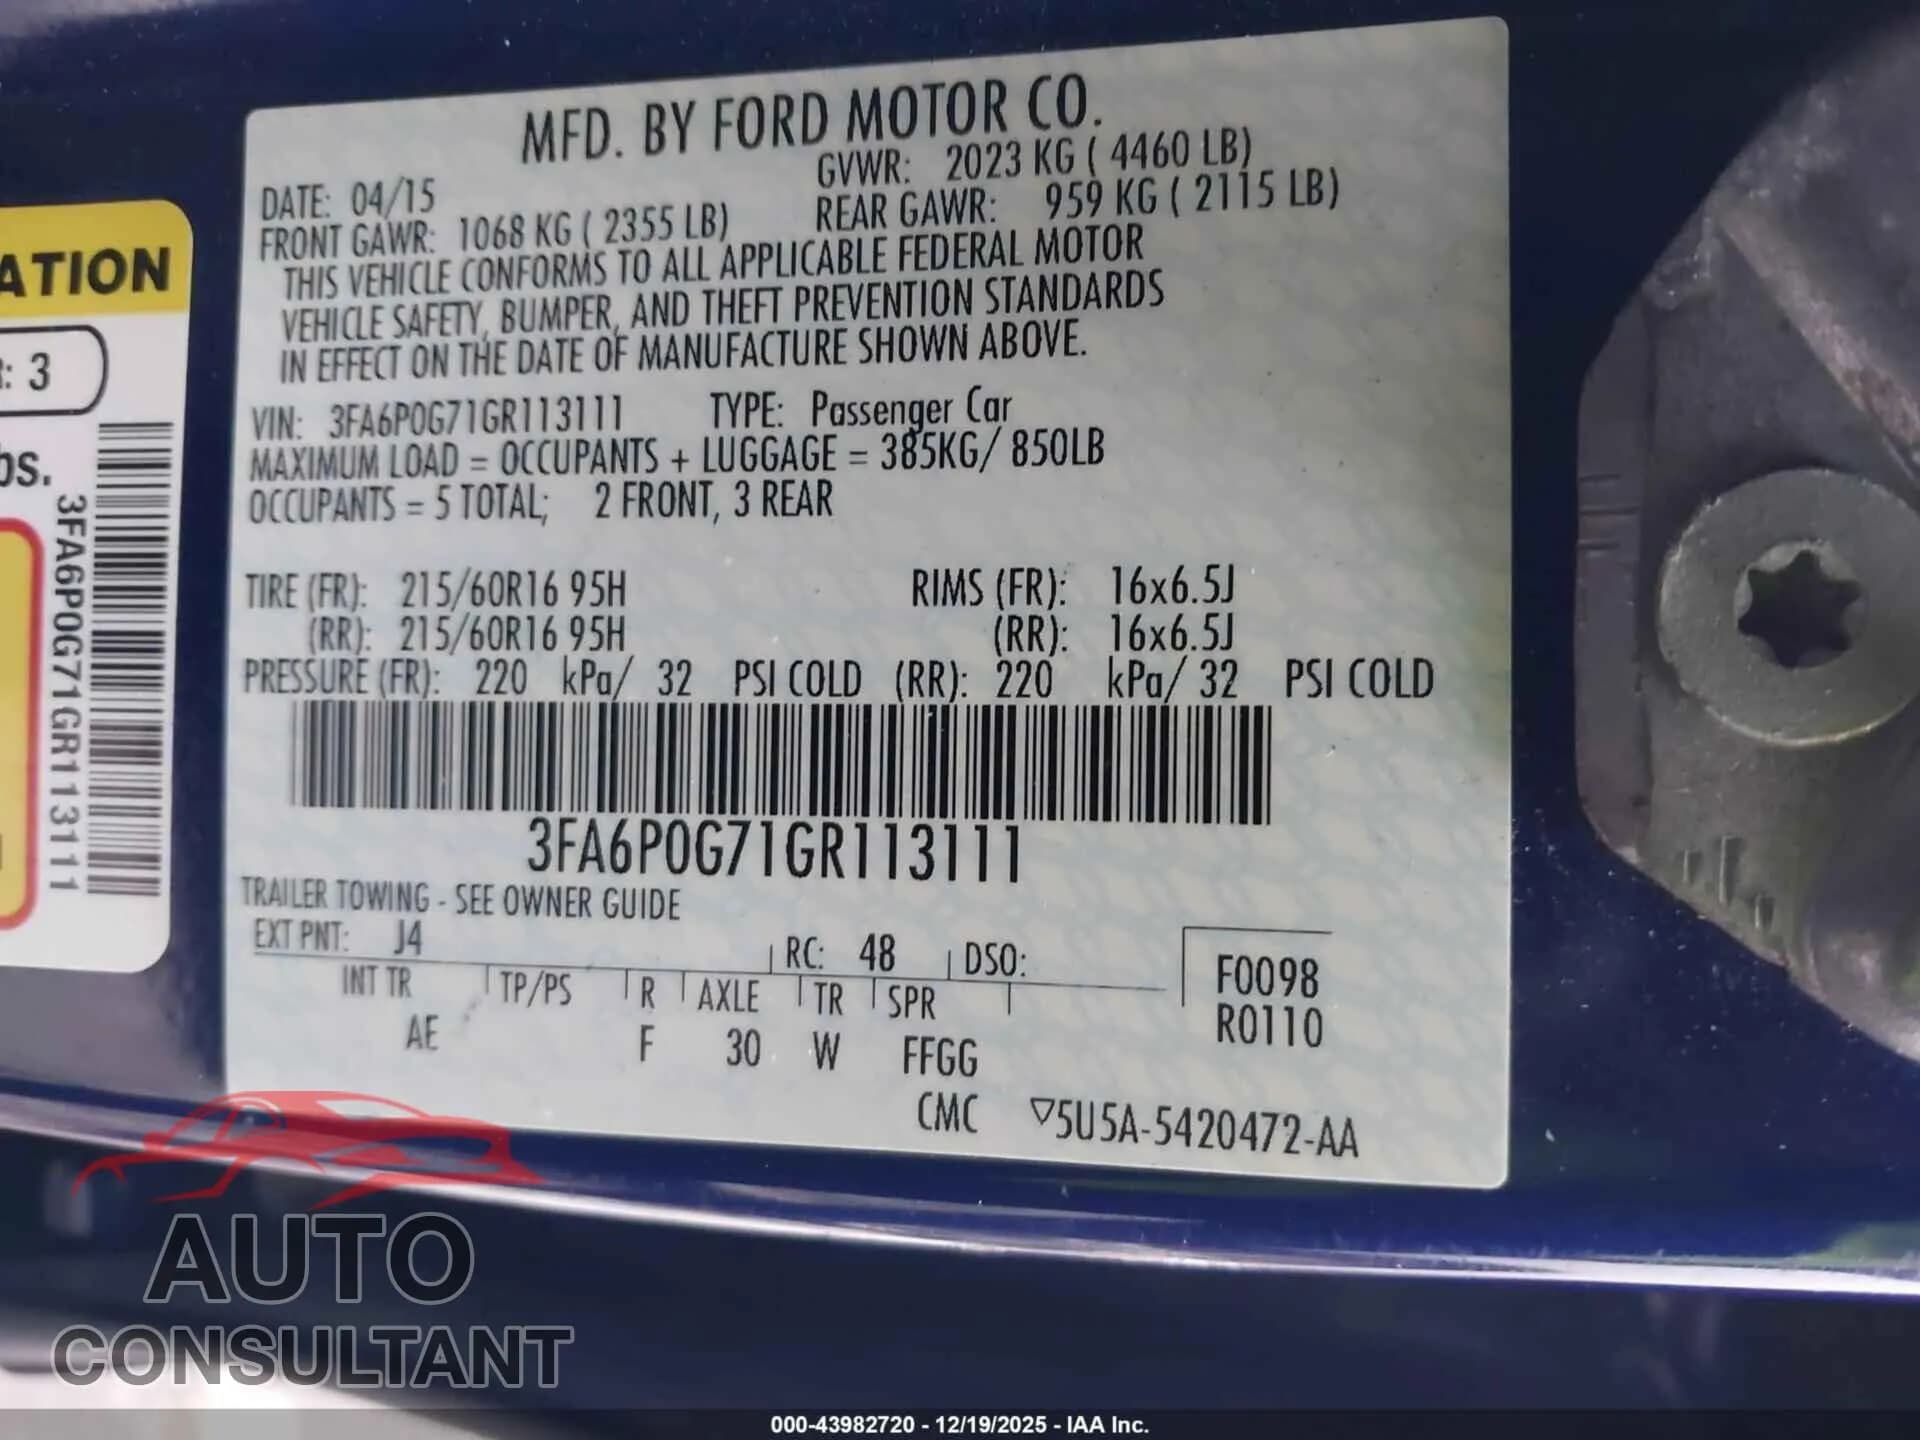 MFD. BY FORD MOTOR CO.
DATE: 04/15 GVWR: 2023 KG ( 4460 LB)
FRONT GAWR: 1068 KG ( 2355 LB) REAR GAWR: 959 KG ( 2115 LB)
THIS VEHICLE CONFORMS TO ALL APPLICABLE FEDERAL MOTOR
VEHICLE SAFETY, BUMPER, AND THEFT PREVENTION STANDARDS
IN EFFECT ON THE DATE OF MANUFACTURE SHOWN ABOVE.
VIN: 3FA6P0G71GR113111 TYPE: Passenger Car
MAXIMUM LOAD = OCCUPANTS + LUGGAGE = 385KG/ 850LB
OCCUPANTS = 5 TOTAL; 2 FRONT, 3 REAR
TIRE (FR): 215/60R16 95H RIMS (FR): 16x6.5J
(RR): 215/60R16 95H (RR): 16x6.5J
PRESSURE (FR): 220 kPa/ 32 PSI COLD (RR): 220 kPa/ 32 PSI COLD
3FA6P0G71GR113111
TRAILER TOWING - SEE OWNER GUIDE
EXT PNT: J4 RC: 48 DSO:
INT TR TP/PS R AXLE TR SPR
AE F 30 W FFGG
F0098
R0110
CMC ▽5U5A-5420472-AA
ATION
: 3
bs.
3FA6P0G71GR113111
AUTO
CONSULTANT
000-43982720 - 12/19/2025 - IAA Inc.